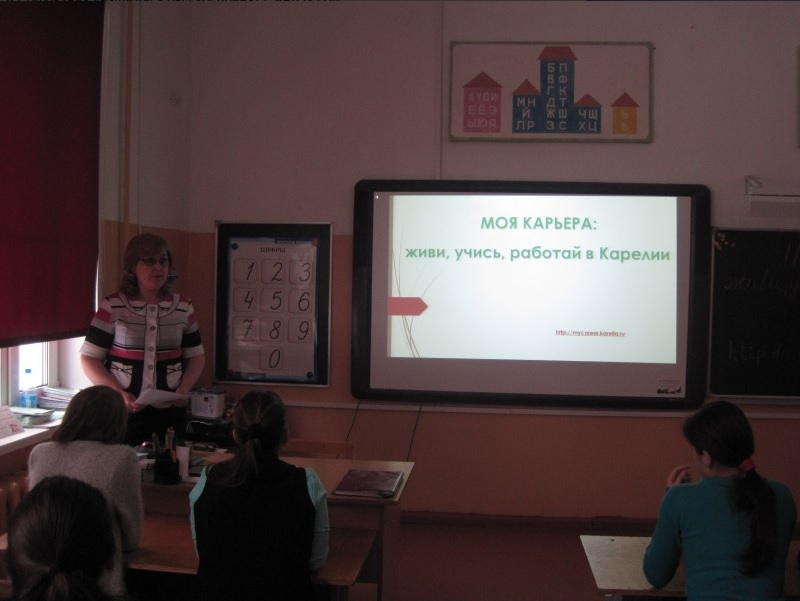 А У О И
Е Ё Э
Ы Ю Я
М Н
Й
Л Р
Б П
В Ф
Г К
Д Т
Ж Ш
З С
Ч Щ
Х Ц
Ь
Ъ
МОЯ КАРЬЕРА:
живи, учись, работай в Карелии
http://mycareer.karelia.ru
ЦИФРЫ
1 2 3
4 5 6
7 8 9
0